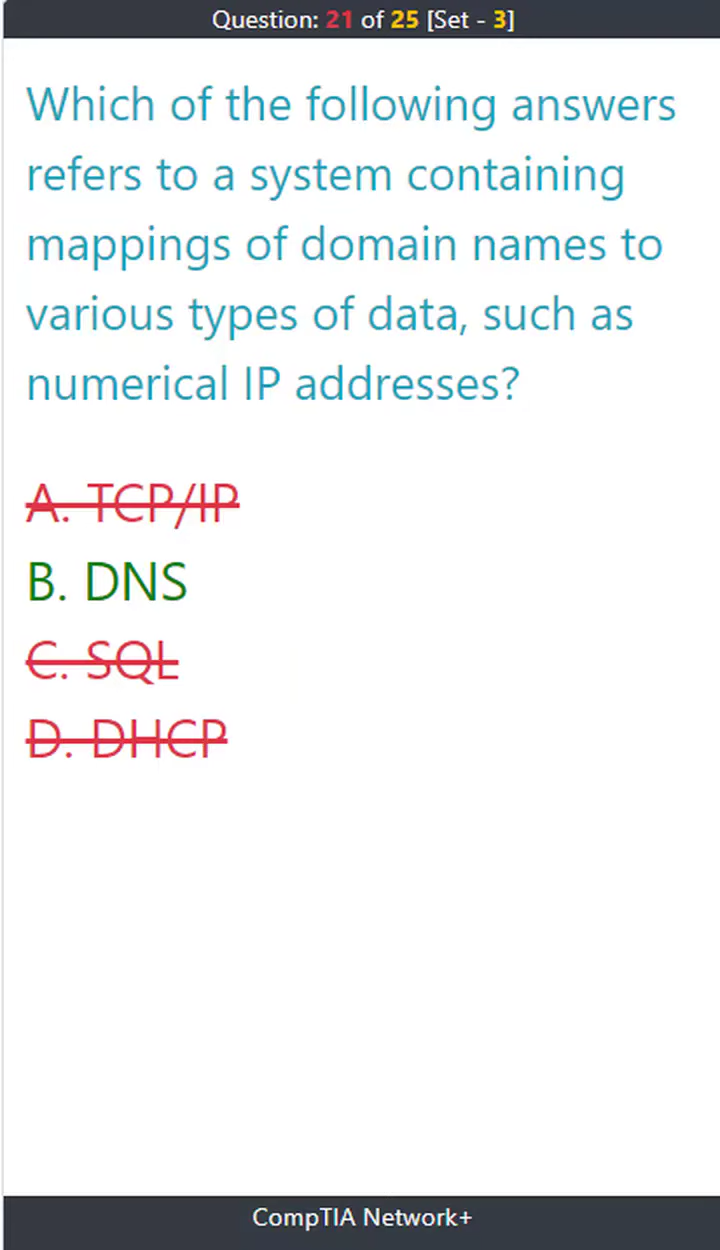 Question: 21 of 25 [Set - 3]
Which of the following answers
refers to a system containing
mappings of domain names to
various types of data, such as
numerical IP addresses?
A. TCP/IP
B. DNS
C. SQL
D. DHCP
CompTIA Network+